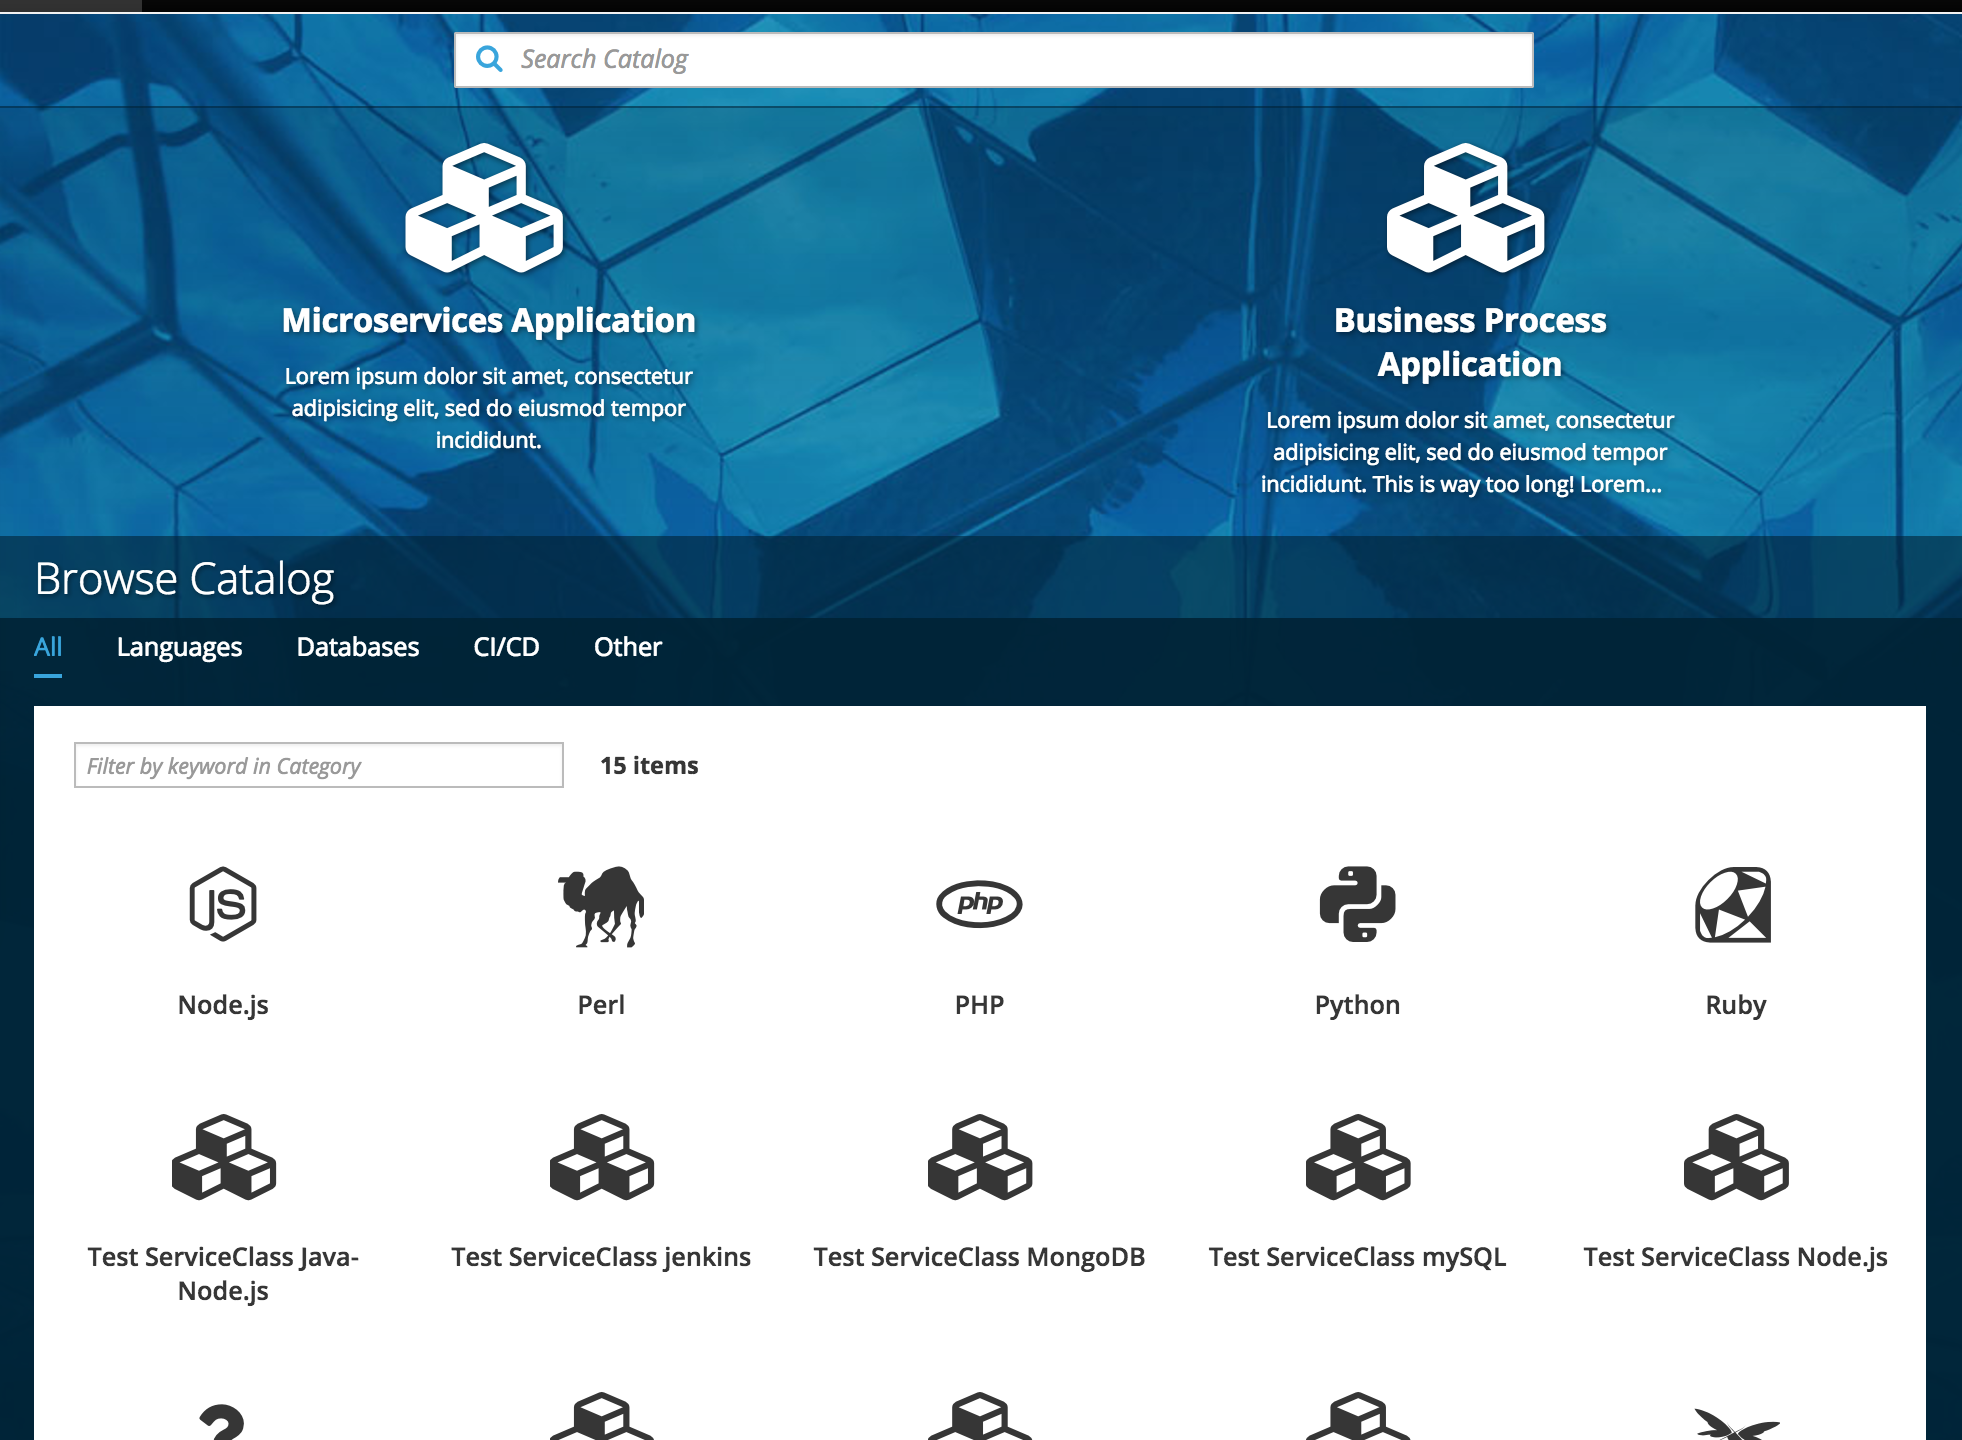 Search Catalog
Microservices Application
Lorem ipsum dolor sit amet, consectetur
adipisicing elit, sed do eiusmod tempor
incididunt.
Business Process
Application
Lorem ipsum dolor sit amet, consectetur
adipisicing elit, sed do eiusmod tempor
incididunt. This is way too long! Lorem...
Browse Catalog
All Languages Databases CI/CD Other
Filter by keyword in Category 15 items
JS php
Node.js Perl PHP Python Ruby
Test ServiceClass Java-
Node.js
Test ServiceClass jenkins
Test ServiceClass MongoDB
Test ServiceClass mySQL
Test ServiceClass Node.js
?